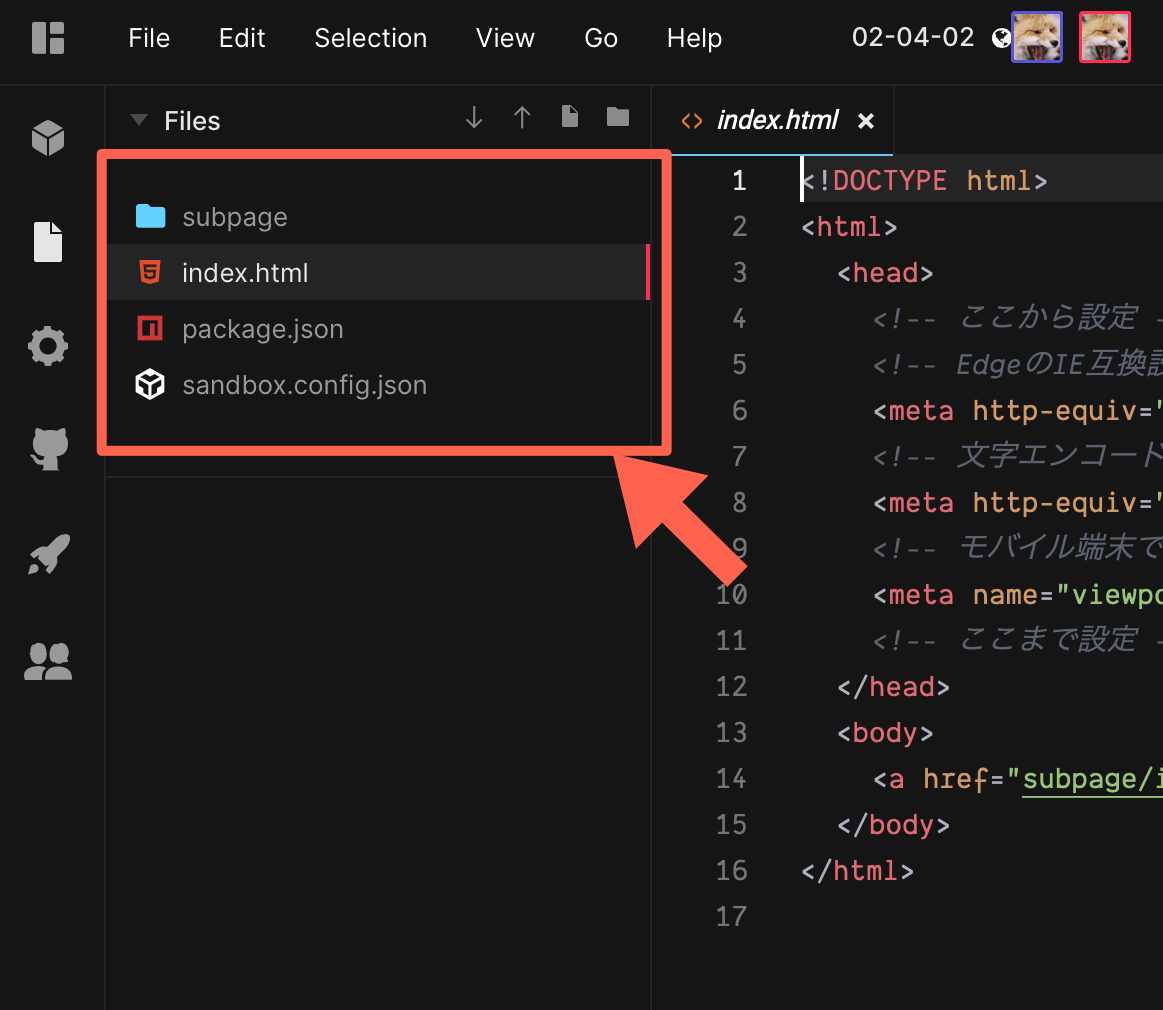 File Edit Selection View Go Help 02-04-02
Files
index.html
subpage
index.html
package.json
sandbox.config.json
1 <!DOCTYPE html>
2 <html>
3 <head>
4 <!-- ここから設定
5 <!-- EdgeのIE互換
6 <meta http-equiv=
7 <!-- 文字エンコード
8 <meta http-equiv=
9 <!-- モバイル端末で
10 <meta name="viewpo
11 <!-- ここまで設定
12 </head>
13 <body>
14 <a href="subpage/i
15 </body>
16 </html>
17